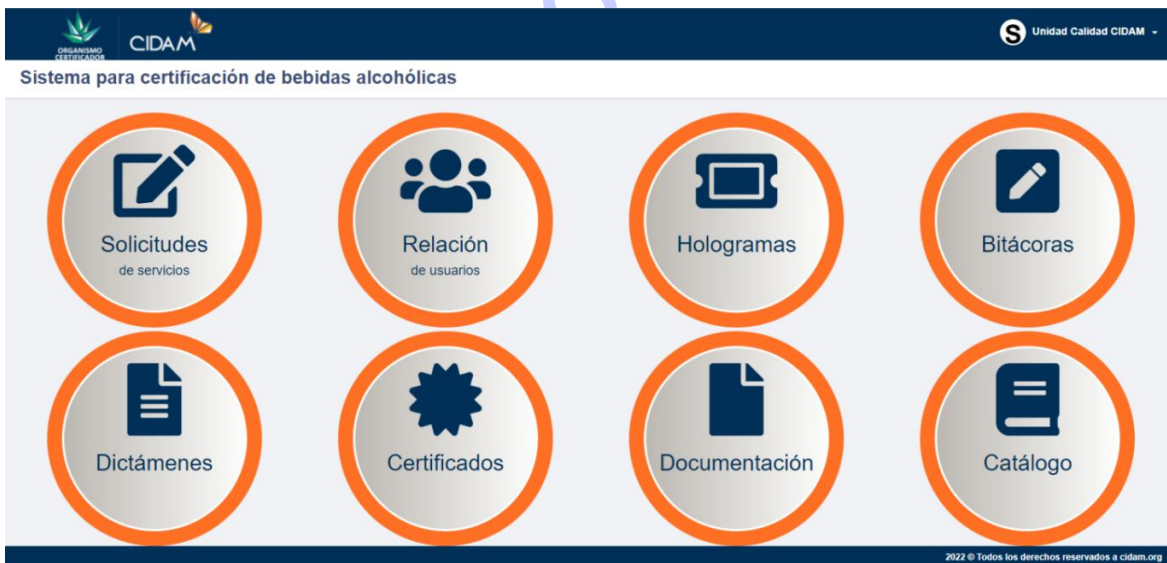 ORGANISMO
CERTIFICADOR
CIDAM
Unidad Calidad CIDAM
Sistema para certificación de bebidas alcohólicas
Solicitudes
de servicios
Relación
de usuarios
Hologramas
Bitácoras
Dictámenes
Certificados
Documentación
Catálogo
2022 © Todos los derechos reservados a cidam.org